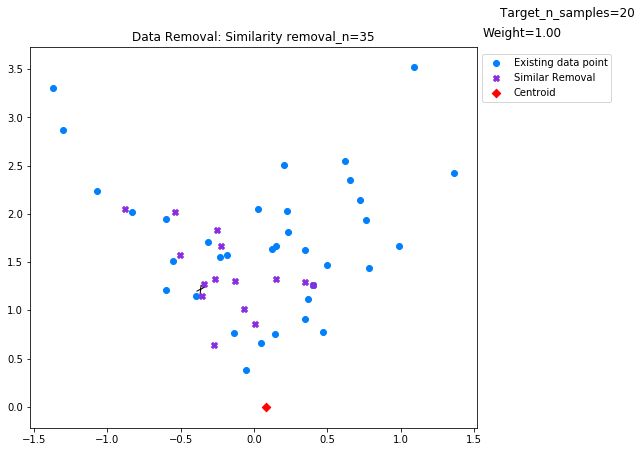 Target_n_samples=20
Weight=1.00
Data Removal: Similarity removal_n=35
Existing data point
Similar Removal
Centroid
3.5
3.0
2.5
2.0
1.5
1.0
0.5
0.0
−1.5 −1.0 −0.5 0.0 0.5 1.0 1.5